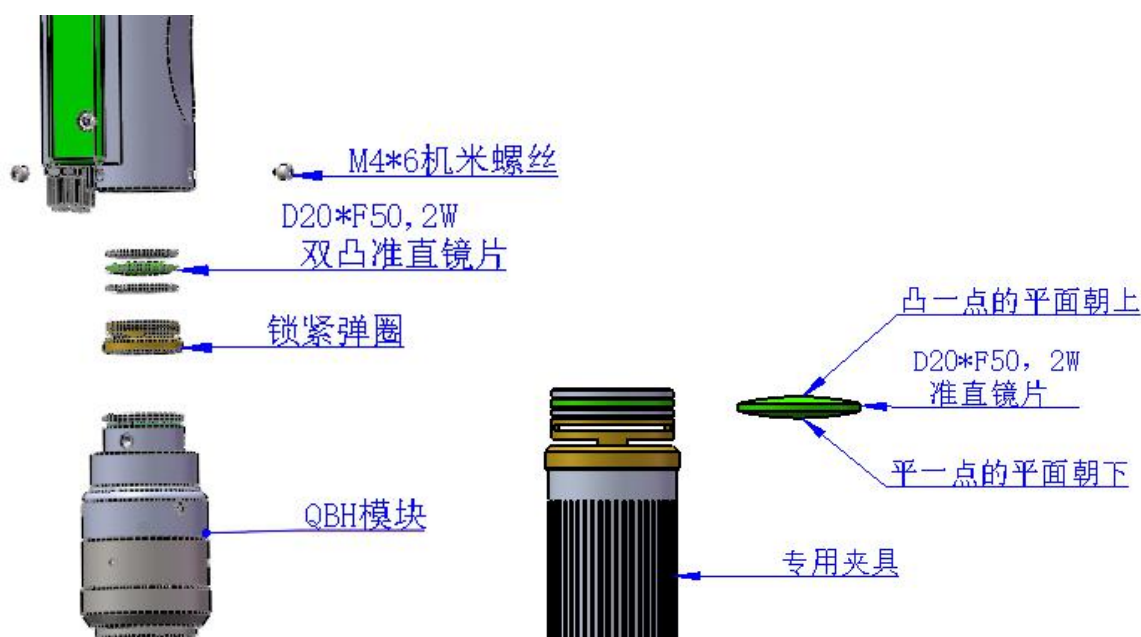 M4*6机米螺丝
D20*F50,2W
双凸准直镜片
锁紧弹圈
QBH模块
凸一点的平面朝上
D20*F50，2W
准直镜片
平一点的平面朝下
专用夹具